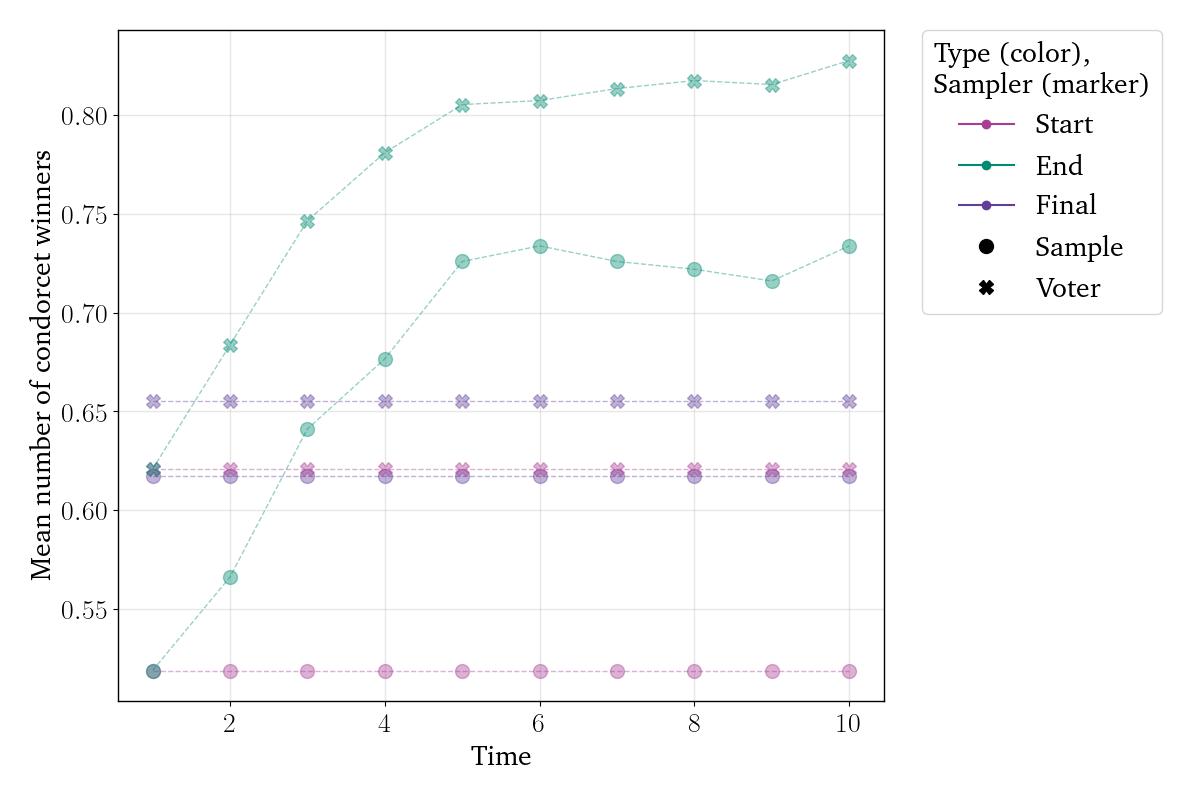 Mean number of condorcet winners
0.80
0.75
0.70
0.65
0.60
0.55
2
4
6
8
10
Time
Type (color),
Sampler (marker)
Start
End
Final
Sample
Voter